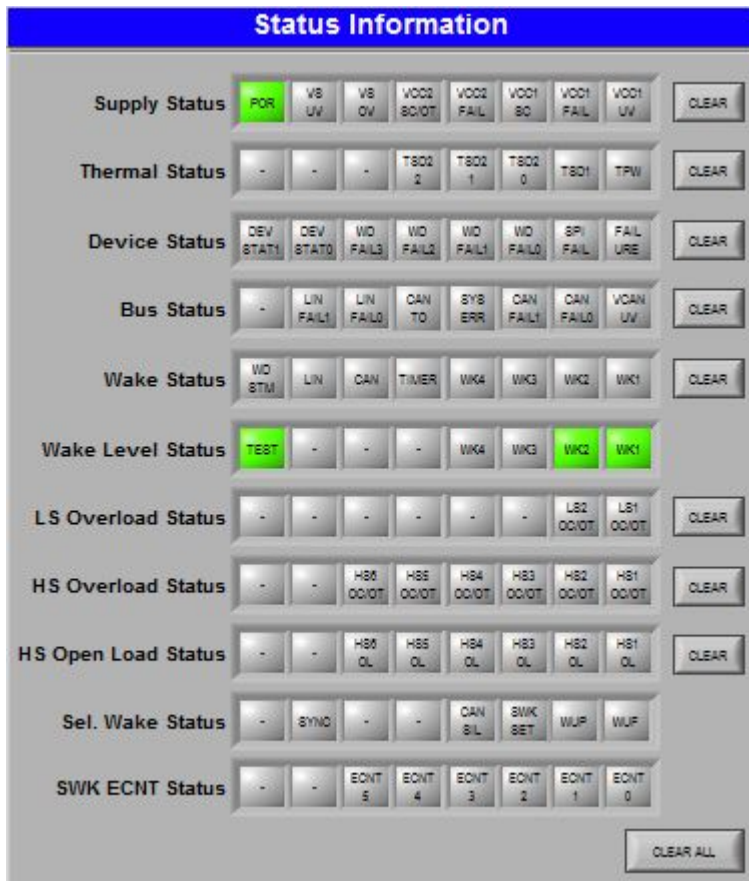 Status Information
Supply Status POR VS UV VS OV VCC2 SC/OT VCC2 FAIL VCC1 SC VCC1 FAIL VCC1 UV CLEAR
Thermal Status - - - TSD2 2 TSD2 1 TSD2 0 TSD1 TPW CLEAR
Device Status DEV STAT1 DEV STAT0 WD FAIL3 WD FAIL2 WD FAIL1 WD FAIL0 SPI FAIL FAIL URE CLEAR
Bus Status - LIN FAIL1 LIN FAIL0 CAN TO SYS ERR CAN FAIL1 CAN FAIL0 VCAN UV CLEAR
Wake Status WD STM LIN CAN TIMER WK4 WK3 WK2 WK1 CLEAR
Wake Level Status TEST - - - WK4 WK3 WK2 WK1
LS Overload Status - - - - - - LS2 OC/OT LS1 OC/OT CLEAR
HS Overload Status - - HS6 OC/OT HS5 OC/OT HS4 OC/OT HS3 OC/OT HS2 OC/OT HS1 OC/OT CLEAR
HS Open Load Status - - HS6 OL HS5 OL HS4 OL HS3 OL HS2 OL HS1 OL CLEAR
Sel. Wake Status - SYNC - - CAN SIL SWK SET WUP WUF
SWK ECNT Status - - ECNT 5 ECNT 4 ECNT 3 ECNT 2 ECNT 1 ECNT 0
CLEAR ALL